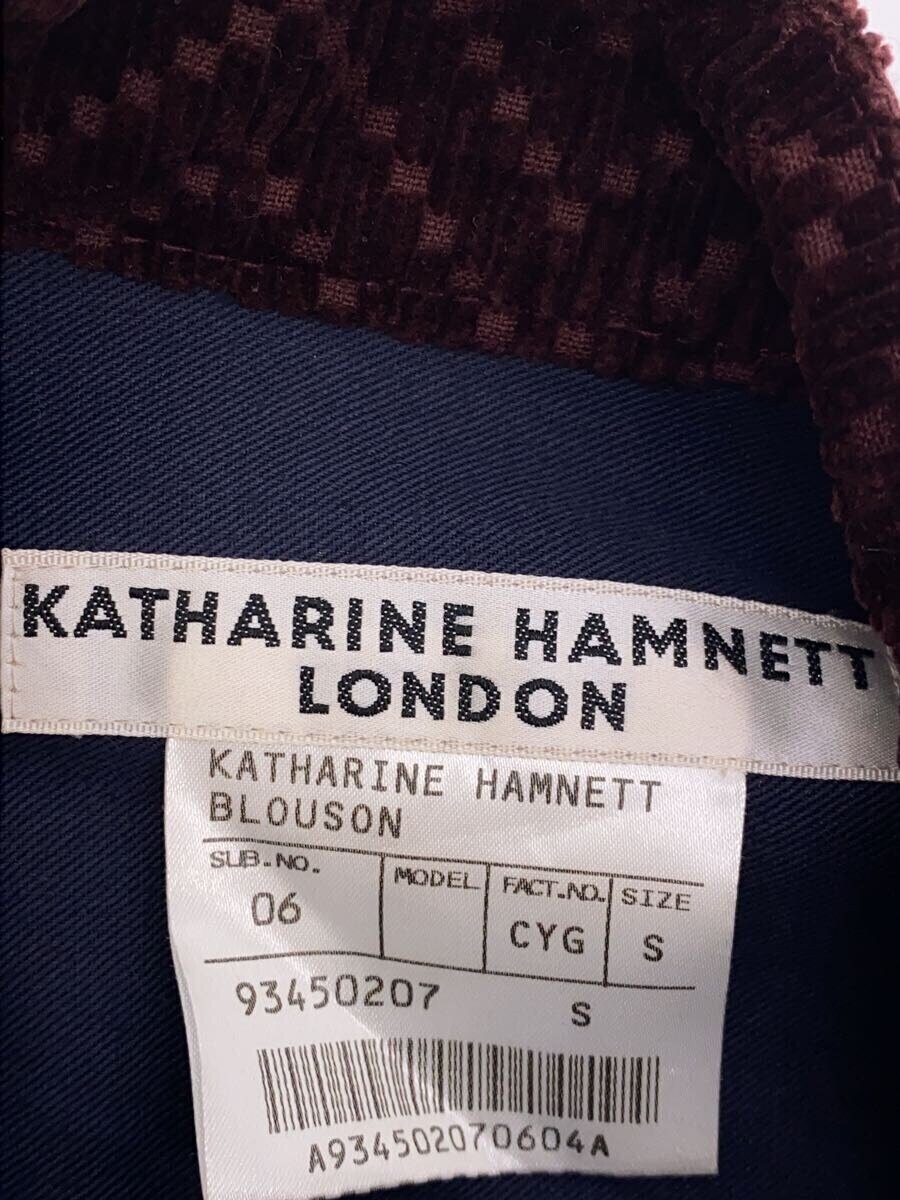 KATHARINE HAMNETT
LONDON
KATHARINE HAMNETT
BLOUSON
SUB-NO. MODEL FACT.NO. SIZE
06 CYG S
93450207 S
A934502070604A